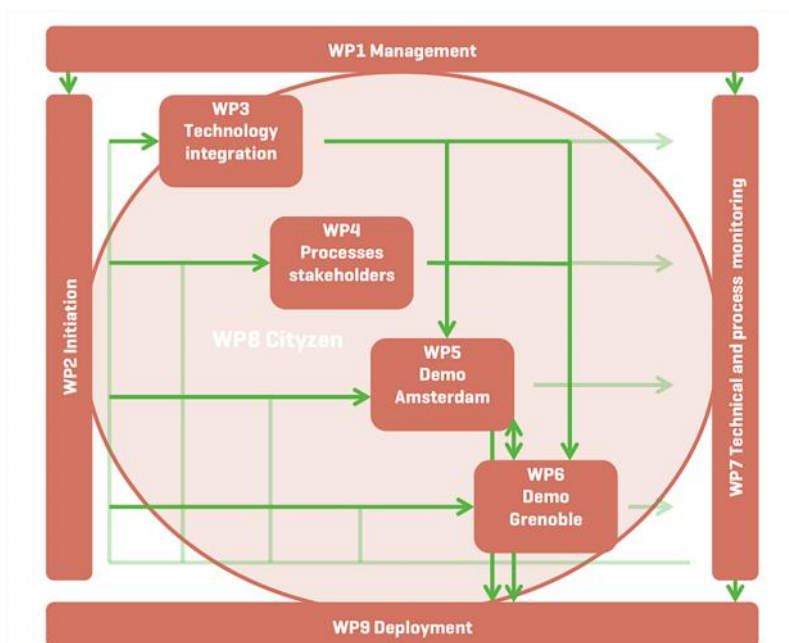 WP1 Management
WP3
Technology
integration
WP4
Processes
stakeholders
WP2 Initiation
WP8 Cityzen
WP5
Demo
Amsterdam
WP7 Technical and process monitoring
WP6
Demo
Grenoble
WP9 Deployment